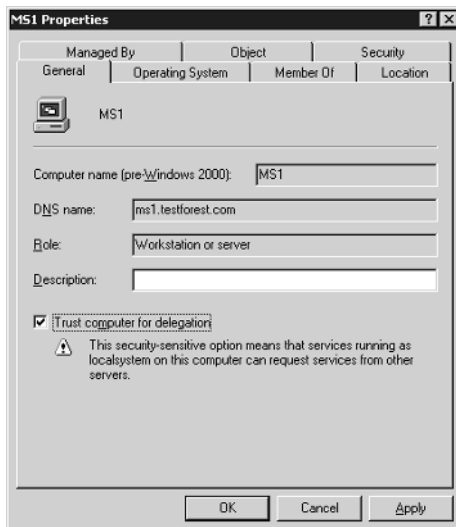 MS1 Properties
Managed By Object Security
General Operating System Member Of Location
MS1
Computer name (pre-Windows 2000): MS1
DNS name: ms1.testforest.com
Role: Workstation or server
Description:
Trust computer for delegation
This security-sensitive option means that services running as
localsystem on this computer can request services from other
servers.
OK Cancel Apply